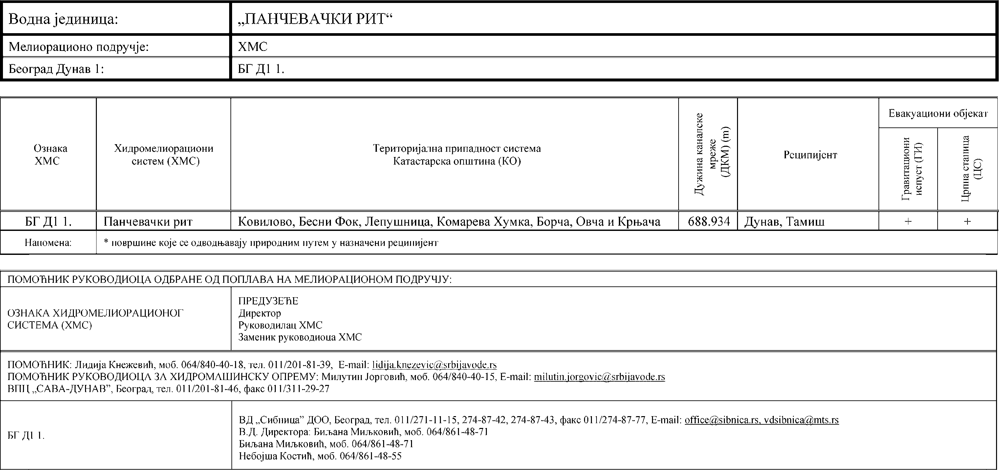 Водна јединица: „ПАНЧЕВАЧКИ РИТ“
Мелиорационо подручје: ХМС
Београд Дунав 1: БГ Д1 1.
Ознака
ХМС
Хидромелиорациони
систем (ХМС)
Територијална припадност система
Катастарска општина (КО)
Дужина каналске
мреже
(ДКМ) (m)
Реципијент
Евакуациони објекат
Гравитациони
испуст (ГИ)
Црпна станица
(ЦС)
БГ Д1 1. Панчевачки рит Ковилово, Бесни Фок, Лепушница, Комарева Хумка, Борча, Овча и Крњача 688.934 Дунав, Тамиш + +
Напомена: * површине које се одводњавају природним путем у назначени реципијент
ПОМОЋНИК РУКОВОДИОЦА ОДБРАНЕ ОД ПОПЛАВА НА МЕЛИОРАЦИОНОМ ПОДРУЧЈУ:
ОЗНАКА ХИДРОМЕЛИОРАЦИОНОГ
СИСТЕМА (ХМС)
ПРЕДУЗЕЋЕ
Директор
Руководилац ХМС
Заменик руководиоца ХМС
ПОМОЋНИК: Лидија Кнежевић, моб. 064/840-40-18, тел. 011/201-81-39, E-mail: lidija.knezevic@srbijavode.rs
ПОМОЋНИК РУКОВОДИОЦА ЗА ХИДРОМАШИНСКУ ОПРЕМУ: Милутин Јорговић, моб. 064/840-40-15, E-mail: milutin.jorgovic@srbijavode.rs
ВПЦ „САВА-ДУНАВ”, Београд, тел. 011/201-81-46, факс 011/311-29-27
БГ Д1 1.
ВД „Сибница” ДОО, Београд, тел. 011/271-11-15, 274-87-42, 274-87-43, факс 011/274-87-77, E-mail: office@sibnica.rs, vdsibnica@mts.rs
В.Д. Директора: Биљана Миљковић, моб. 064/861-48-71
Биљана Миљковић, моб. 064/861-48-71
Небојша Костић, моб. 064/861-48-55